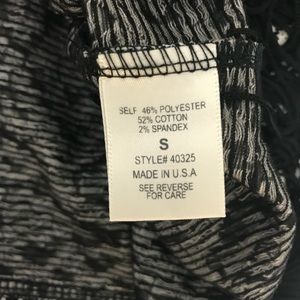 SELF 46% POLYESTER
52% COTTON
2% SPANDEX
S
STYLE# 40325
MADE IN U.S.A
SEE REVERSE
FOR CARE